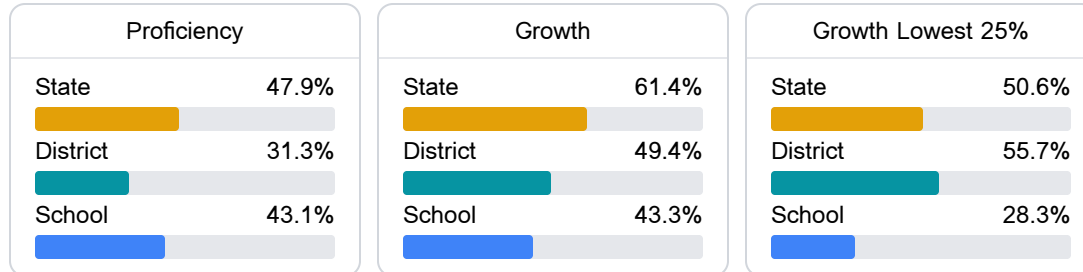 Proficiency
State 47.9%
District 31.3%
School 43.1%
Growth
State 61.4%
District 49.4%
School 43.3%
Growth Lowest 25%
State 50.6%
District 55.7%
School 28.3%